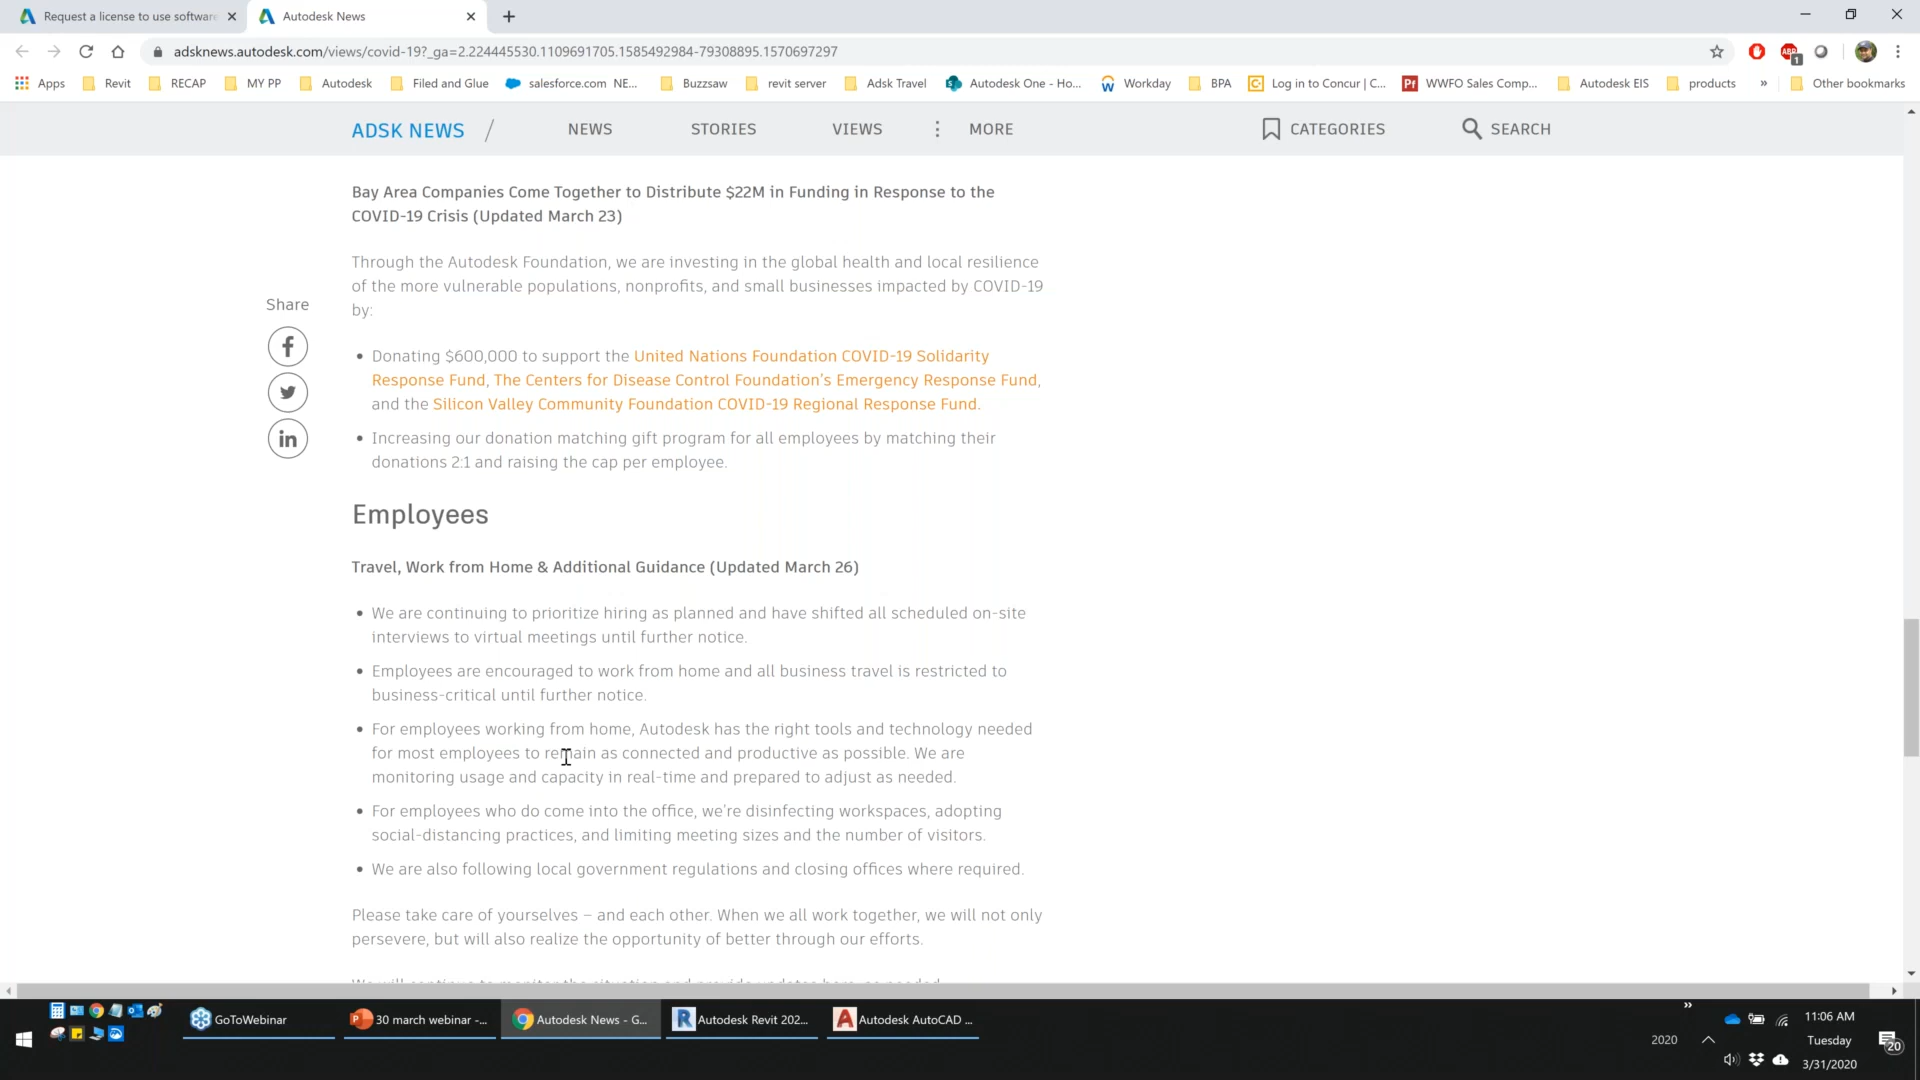 Request a license to use software
Autodesk News
adsknews.autodesk.com/views/covid-19?_ga=2.224445530.1109691705.1585492984-79308895.1570697297
ABP
1
Apps
Revit
RECAP
MY PP
Autodesk
Filed and Glue
salesforce.com NE...
Buzzsaw
revit server
Adsk Travel
Autodesk One - Ho...
Workday
BPA
Log in to Concur | C...
WWFO Sales Comp...
Autodesk EIS
products
»
Other bookmarks
ADSK NEWS /
NEWS
STORIES
VIEWS
MORE
CATEGORIES
SEARCH
Bay Area Companies Come Together to Distribute $22M in Funding in Response to the
COVID-19 Crisis (Updated March 23)
Through the Autodesk Foundation, we are investing in the global health and local resilience
of the more vulnerable populations, nonprofits, and small businesses impacted by COVID-19
by:
Share
• Donating $600,000 to support the United Nations Foundation COVID-19 Solidarity
Response Fund, The Centers for Disease Control Foundation's Emergency Response Fund,
and the Silicon Valley Community Foundation COVID-19 Regional Response Fund.
• Increasing our donation matching gift program for all employees by matching their
donations 2:1 and raising the cap per employee.
Employees
Travel, Work from Home & Additional Guidance (Updated March 26)
• We are continuing to prioritize hiring as planned and have shifted all scheduled on-site
interviews to virtual meetings until further notice.
• Employees are encouraged to work from home and all business travel is restricted to
business-critical until further notice.
• For employees working from home, Autodesk has the right tools and technology needed
for most employees to remain as connected and productive as possible. We are
monitoring usage and capacity in real-time and prepared to adjust as needed.
• For employees who do come into the office, we're disinfecting workspaces, adopting
social-distancing practices, and limiting meeting sizes and the number of visitors.
• We are also following local government regulations and closing offices where required.
Please take care of yourselves – and each other. When we all work together, we will not only
persevere, but will also realize the opportunity of better through our efforts.
We will continue to monitor the situation and provide updates here, as needed.
GoToWebinar
30 march webinar -...
Autodesk News - G...
Autodesk Revit 202...
Autodesk AutoCAD ...
»
2020
11:06 AM
Tuesday
3/31/2020
20